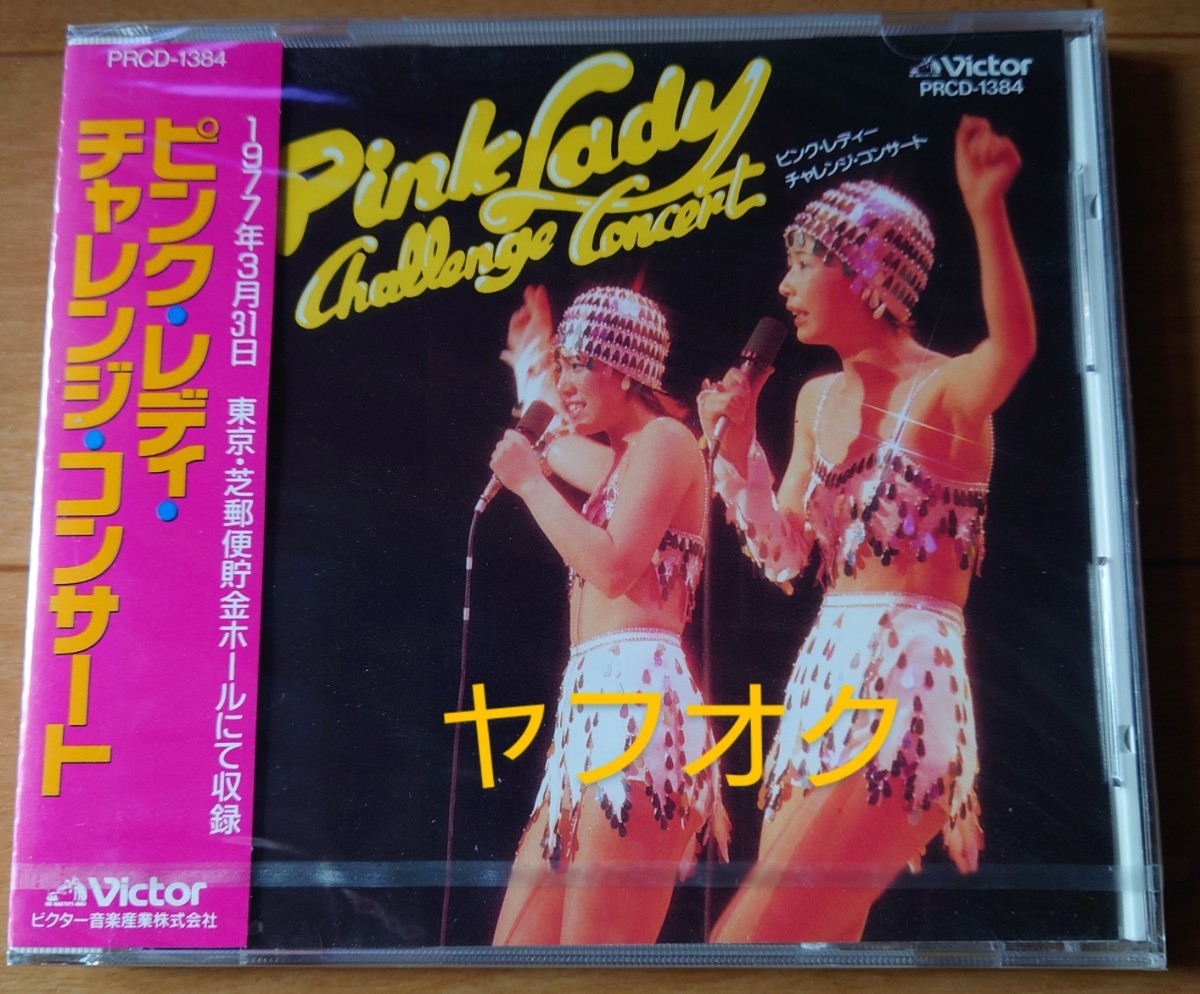 PRCD-1384
ピンク・レディ・
チャレンジ・コンサート
1977年3月31日 東京・芝郵便貯金ホールにて収録
Victor
ビクター音楽産業株式会社
Pink Lady
Challenge Concert
ピンク・レディー
チャレンジ・コンサート
Victor
PRCD-1384
ヤフオク